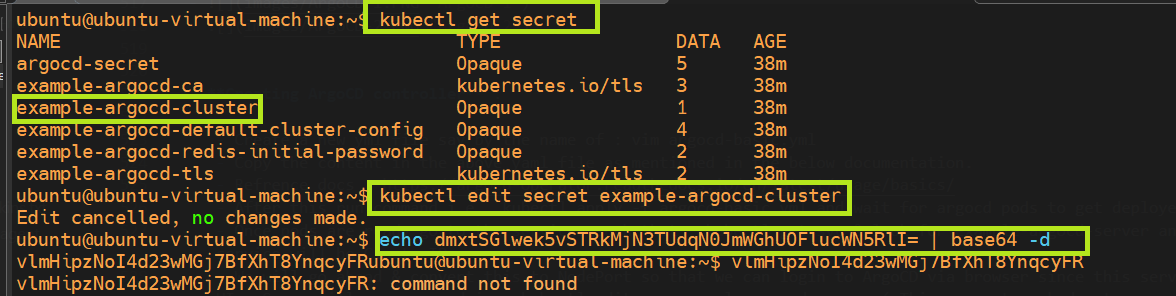 ubuntu@ubuntu-virtual-machine:~$ kubectl get secret
NAME TYPE DATA AGE
argocd-secret Opaque 5 38m
example-argocd-ca kubernetes.io/tls 3 38m
example-argocd-cluster Opaque 1 38m
example-argocd-default-cluster-config Opaque 4 38m
example-argocd-redis-initial-password Opaque 2 38m
example-argocd-tls kubernetes.io/tls 2 38m
ubuntu@ubuntu-virtual-machine:~$ kubectl edit secret example-argocd-cluster
Edit cancelled, no changes made.
ubuntu@ubuntu-virtual-machine:~$ echo dmxtSGlwek5vSTRkMjN3TUdqN0JmWGhUOFlucWN5RlI= | base64 -d
vlmHipzNoI4d23wMGj7BfXhT8YnqcyFRubuntu@ubuntu-virtual-machine:~$ vlmHipzNoI4d23wMGj7BfXhT8YnqcyFR
vlmHipzNoI4d23wMGj7BfXhT8YnqcyFR: command not found